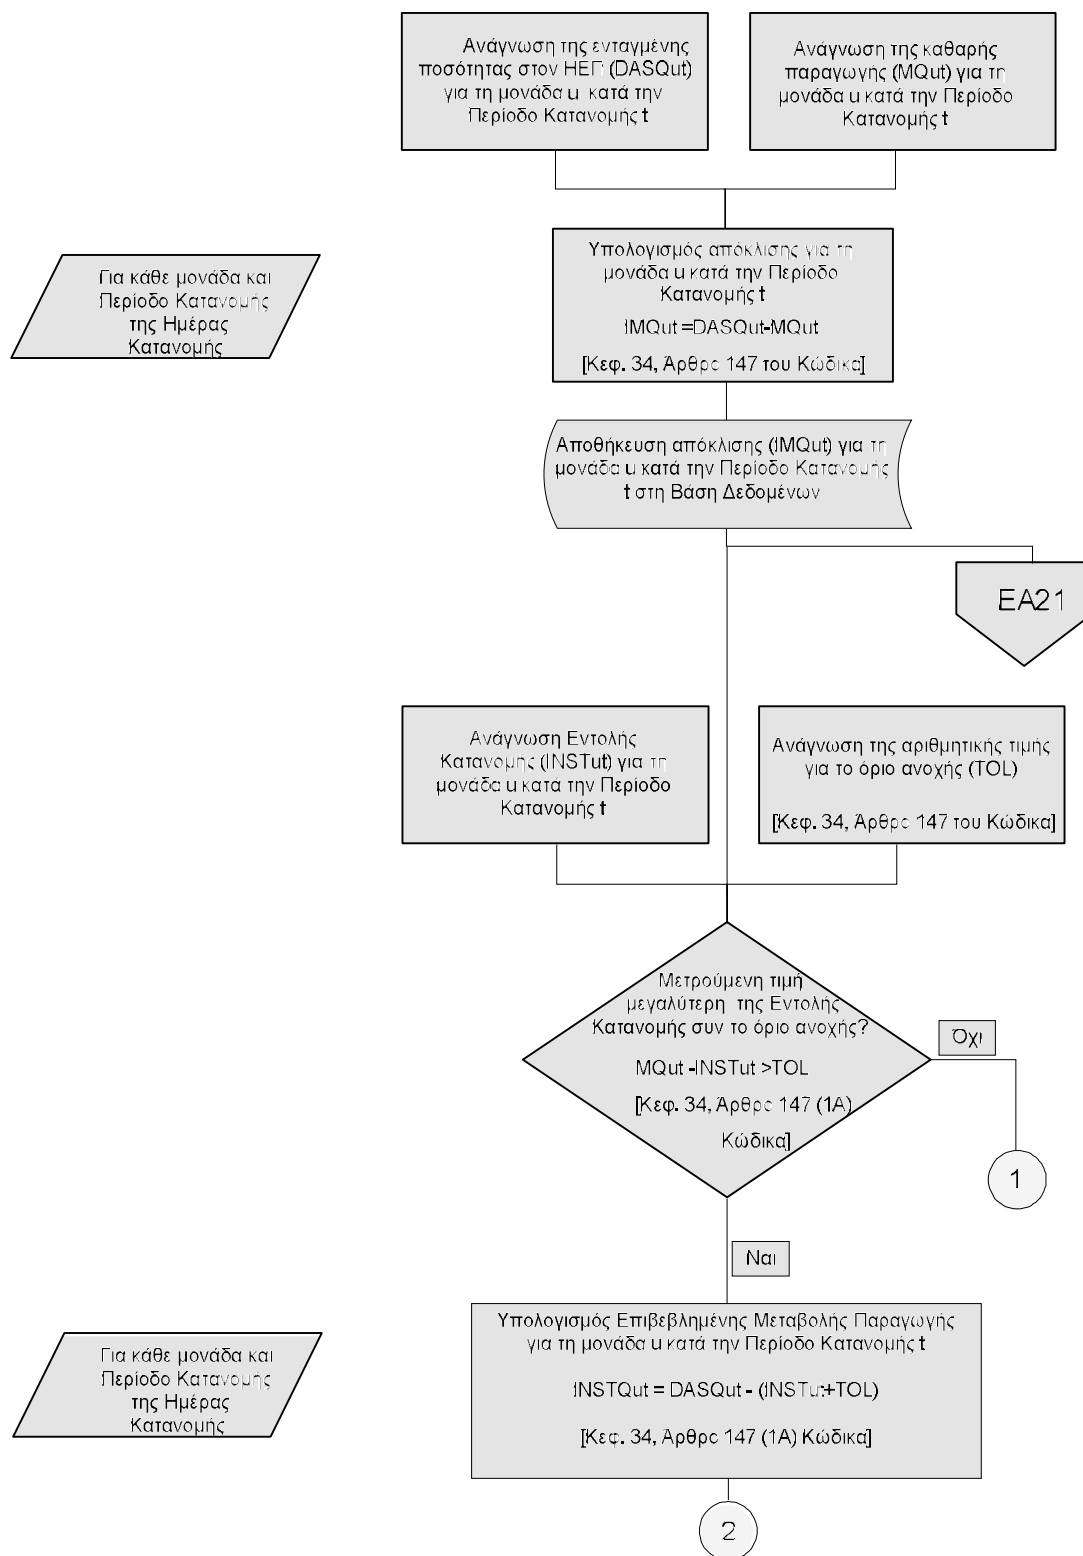 Ανάγνωση της ενταγμένης
ποσότητας στον ΗΕΠ (DASQut)
για τη μονάδα u κατά την
Περίοδο Κατανομής t
Ανάγνωση της καθαρής
παραγωγής (MQut) για τη
μονάδα u κατά την Περίοδο
Κατανομής t
Υπολογισμός απόκλισης για τη
μονάδα u κατά την Περίοδο
Κατανομής t
IMQut =DASQut-MQut
[Κεφ. 34, Άρθρο 147 του Κώδικα]
Για κάθε μονάδα και
Περίοδο Κατανομής
της Ημέρας
Κατανομής
Αποθήκευση απόκλισης (IMQut) για τη
μονάδα u κατά την Περίοδο Κατανομής
t στη Βάση Δεδομένων
ΕΑ21
Ανάγνωση Εντολής
Κατανομής (INSTut) για τη
μονάδα u κατά την Περίοδο
Κατανομής t
Ανάγνωση της αριθμητικής τιμής
για το όριο ανοχής (TOL)
[Κεφ. 34, Άρθρο 147 του Κώδικα]
Μετρούμενη τιμή
μεγαλύτερη της Εντολής
Κατανομής συν το όριο ανοχής?
MQut -INSTut >TOL
[Κεφ. 34, Άρθρο 147 (1Α)
Κώδικα]
Όχι
1
Ναι
Υπολογισμός Επιβεβλημένης Μεταβολής Παραγωγής
για τη μονάδα u κατά την Περίοδο Κατανομής t
INSTQut = DASQut - (INSTut+TOL)
[Κεφ. 34, Άρθρο 147 (1Α) Κώδικα]
Για κάθε μονάδα και
Περίοδο Κατανομής
της Ημέρας
Κατανομής
2